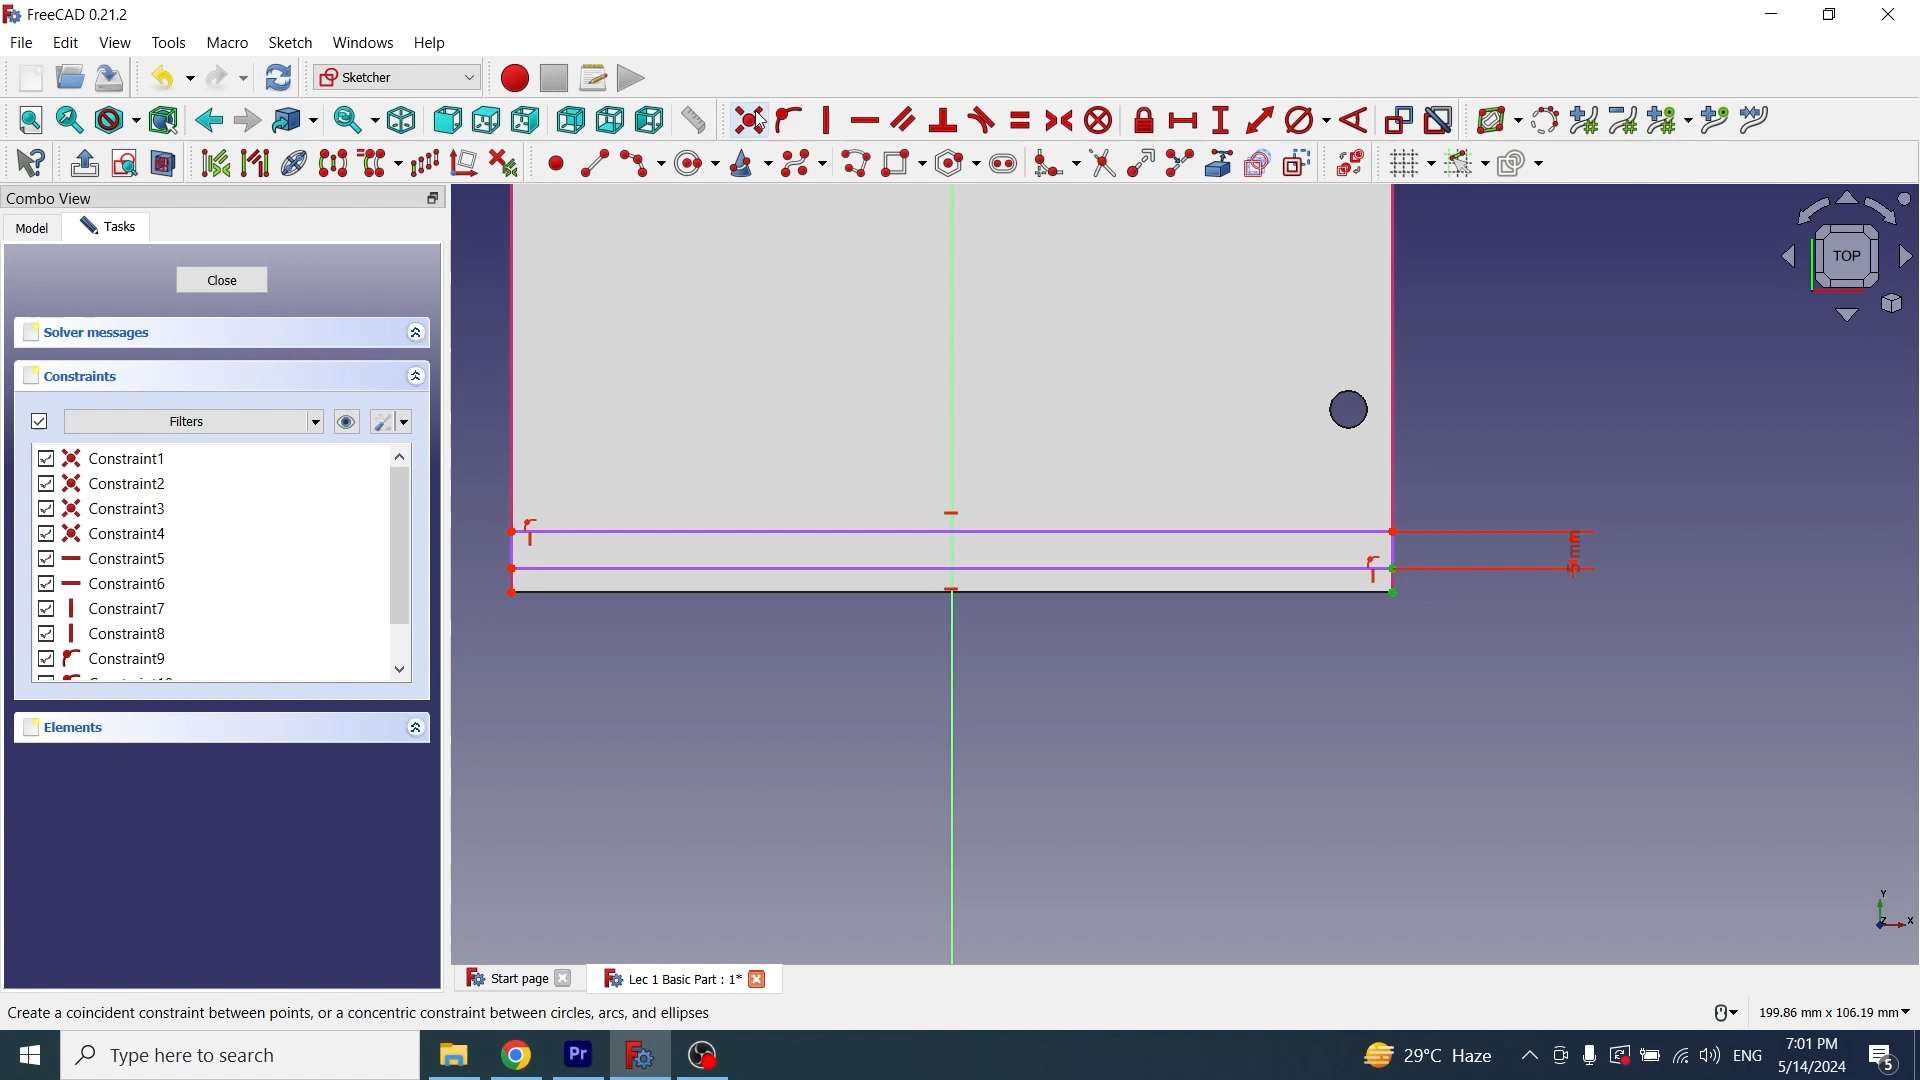 FreeCAD 0.21.2
File Edit View Tools Macro Sketch Windows Help
Sketcher
Combo View
Model Tasks
Close
Solver messages
Constraints
Filters
Constraint1
Constraint2
Constraint3
Constraint4
Constraint5
Constraint6
Constraint7
Constraint8
Constraint9
Elements
TOP
5 mm
Y
Z X
Start page
Lec 1 Basic Part : 1*
Create a coincident constraint between points, or a concentric constraint between circles, arcs, and ellipses
199.86 mm x 106.19 mm
Type here to search
Pr
29°C Haze
ENG
7:01 PM
5/14/2024
5